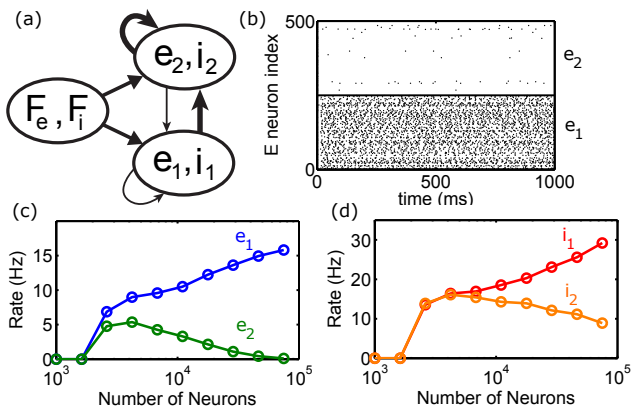 (a)
e2, i2
Fe, Fi
e1, i1
(b)
500
E neuron index
0
e2
e1
0
500
1000
time (ms)
(c)
15
10
5
0
Rate (Hz)
e1
e2
10^3
10^4
10^5
Number of Neurons
(d)
30
20
10
0
Rate (Hz)
i1
i2
10^3
10^4
10^5
Number of Neurons